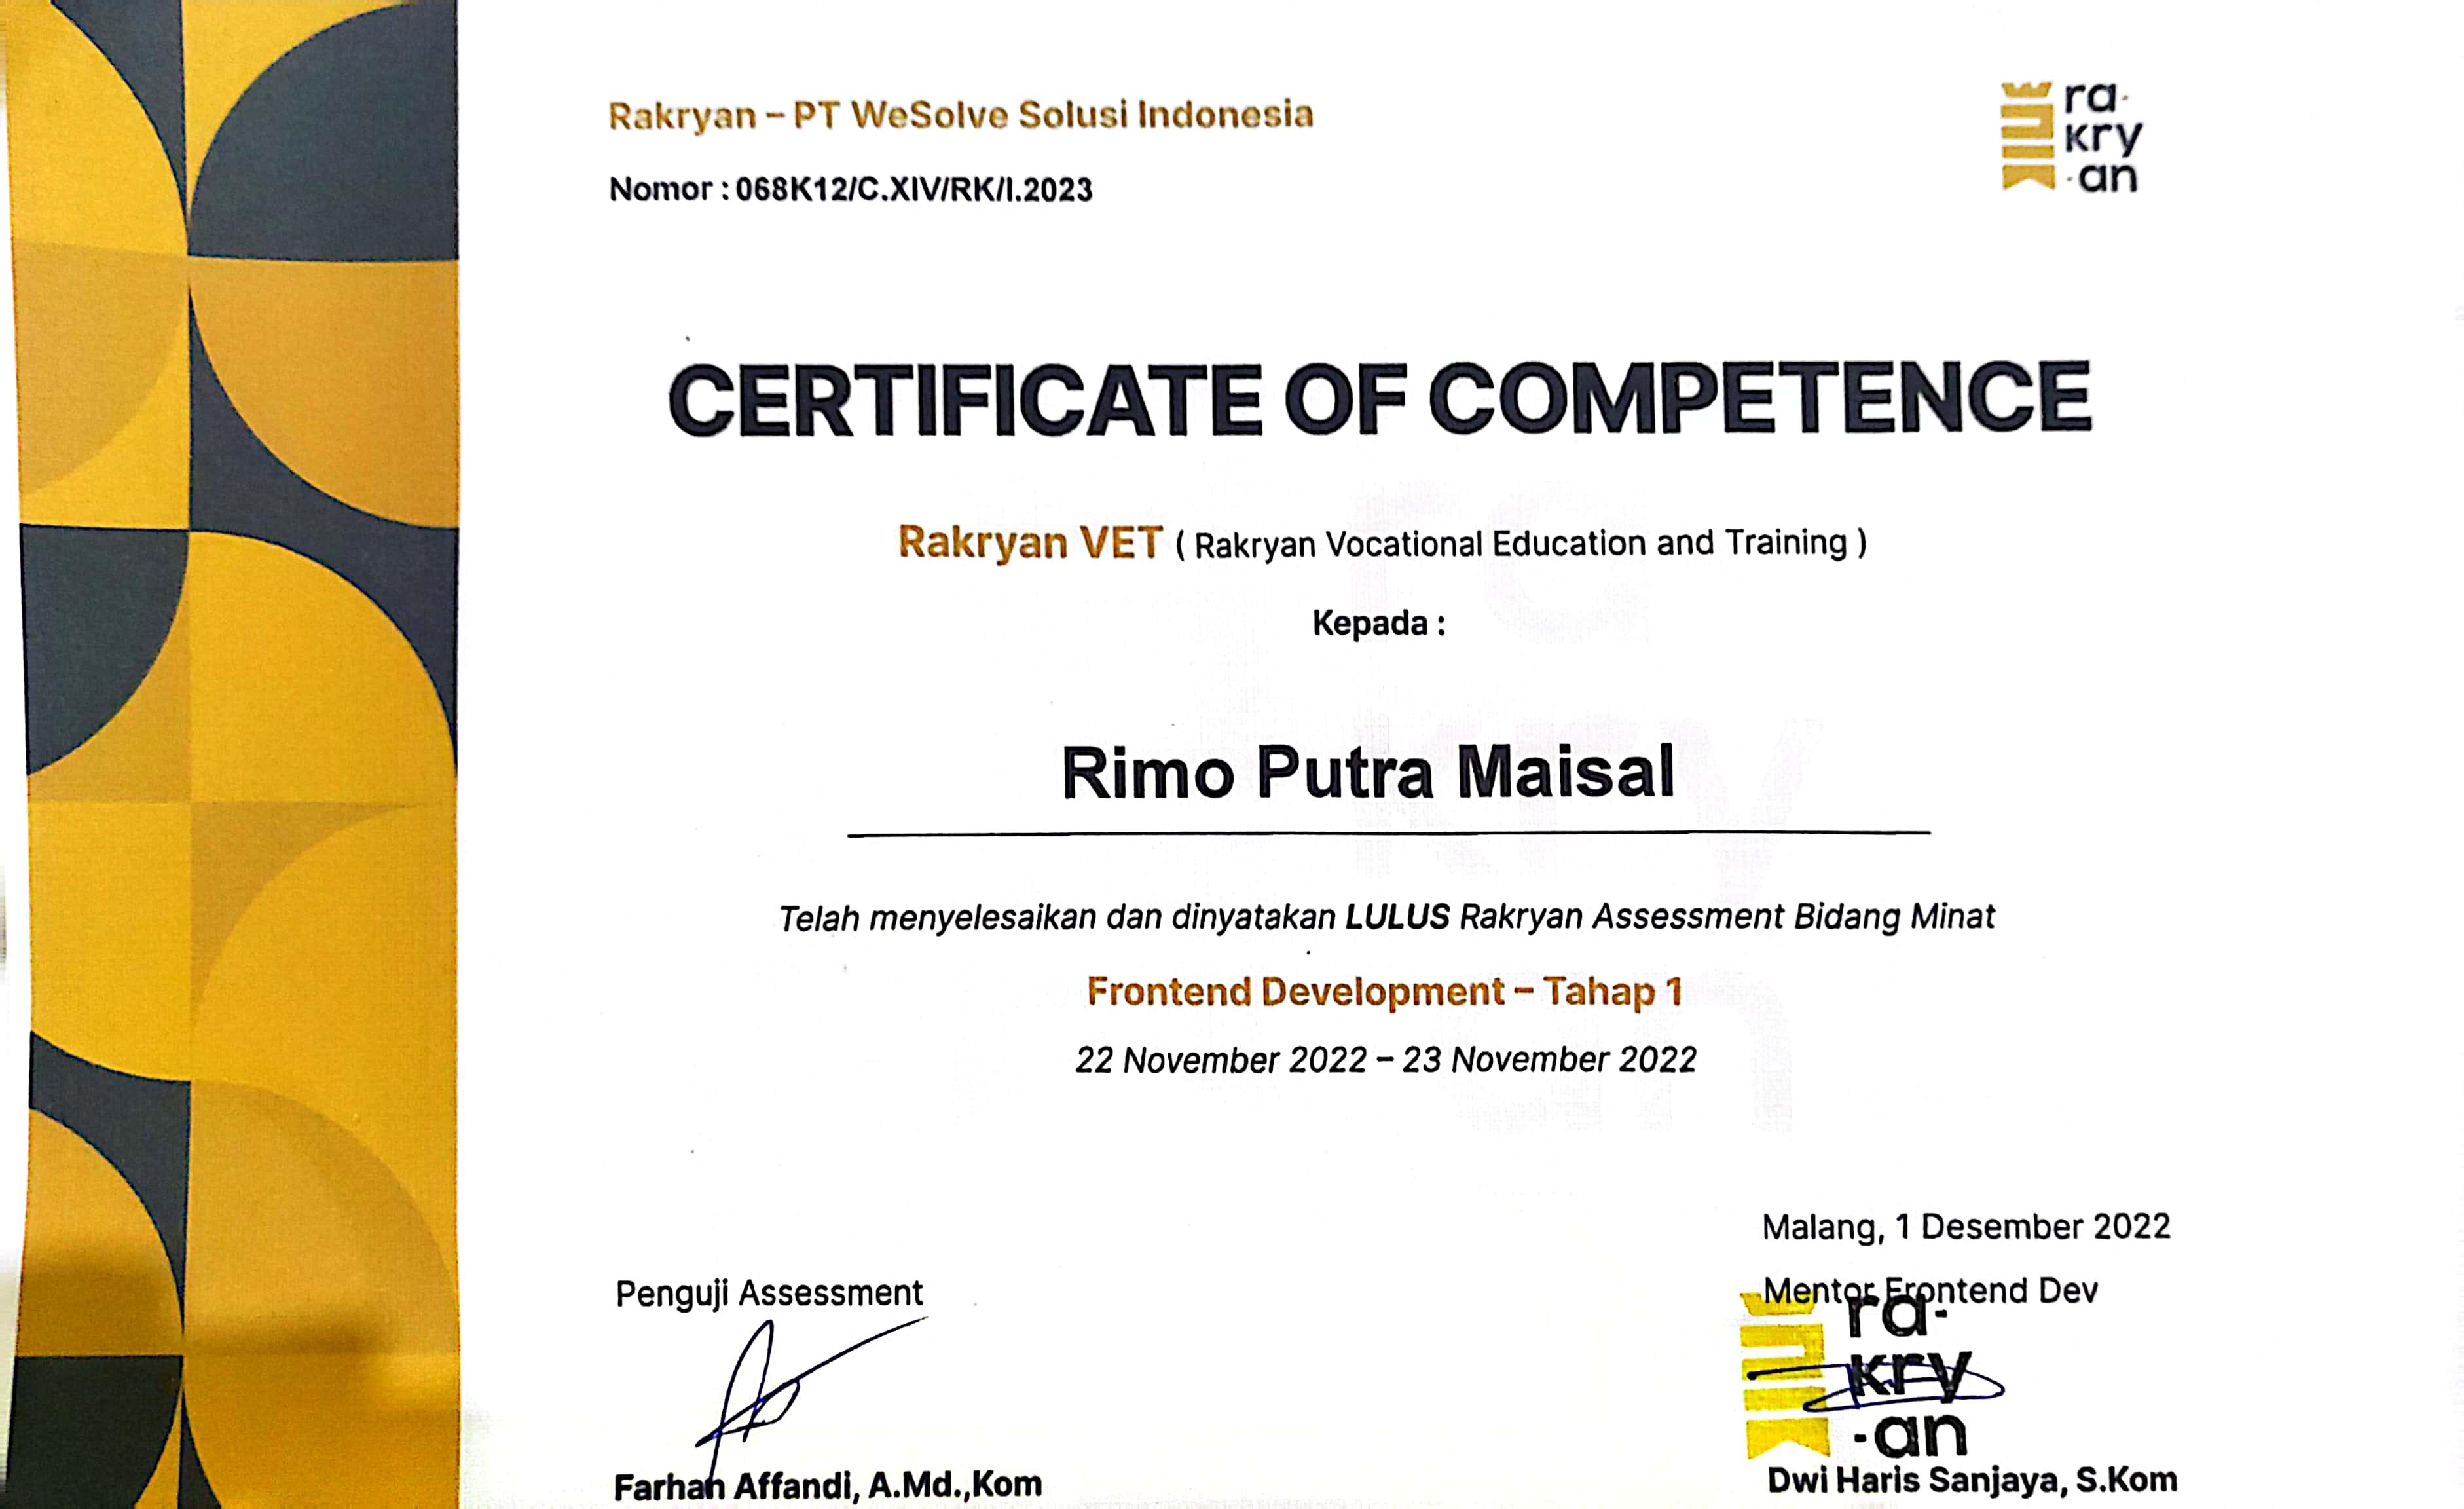 Rakryan – PT WeSolve Solusi Indonesia
Nomor : 068K12/C.XIV/RK/I.2023
ra-
kry
-an
CERTIFICATE OF COMPETENCE
Rakryan VET ( Rakryan Vocational Education and Training )
Kepada :
Rimo Putra Maisal
Telah menyelesaikan dan dinyatakan LULUS Rakryan Assessment Bidang Minat
Frontend Development – Tahap 1
22 November 2022 – 23 November 2022
Malang, 1 Desember 2022
Penguji Assessment
Mentor Frontend Dev
ra-
kry
-an
Farhan Affandi, A.Md.,Kom
Dwi Haris Sanjaya, S.Kom